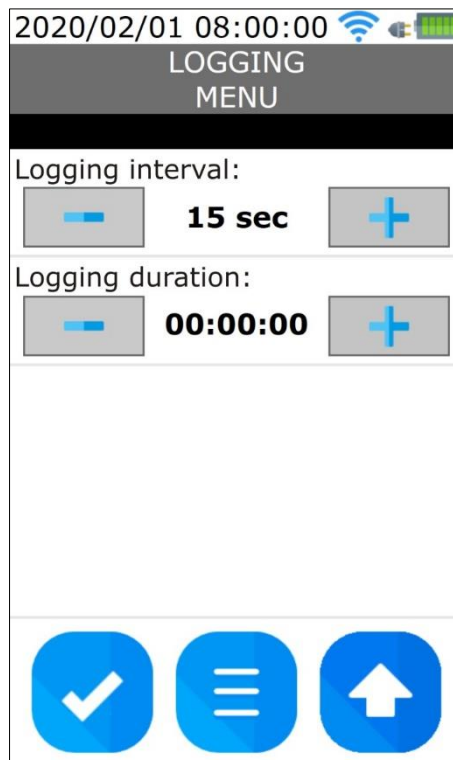 2020/02/01 08:00:00
LOGGING
MENU
Logging interval:
15 sec
Logging duration:
00:00:00